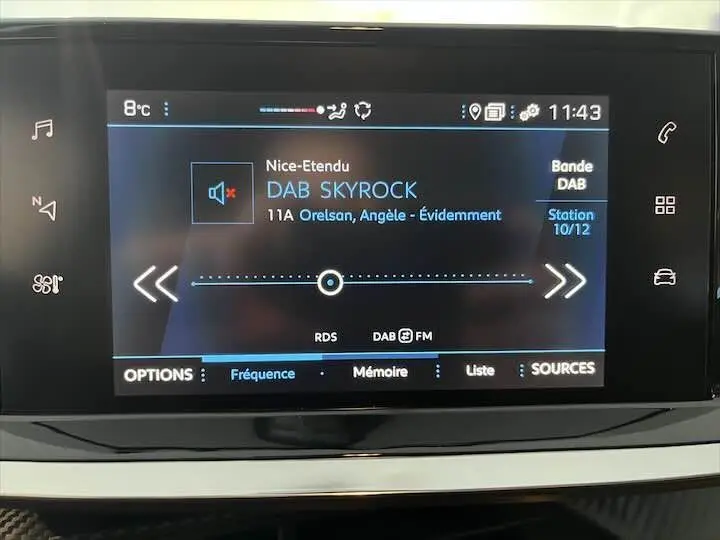 8°C
11:43
Nice-Etendu
DAB SKYROCK
11A Orelsan, Angèle - Évidemment
Bande
DAB
Station
10/12
N
RDS
DAB FM
OPTIONS Fréquence Mémoire Liste SOURCES